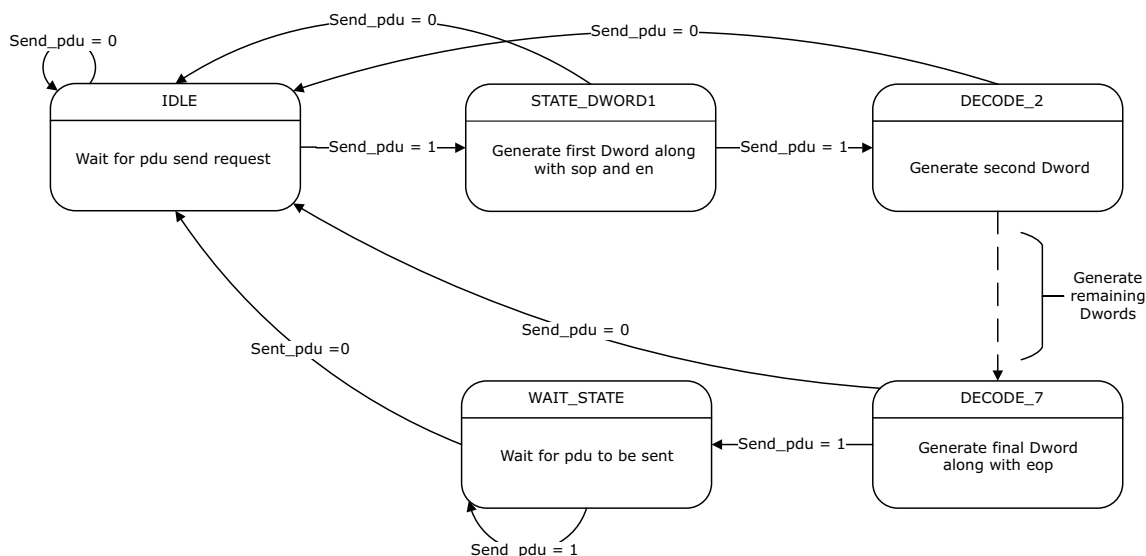 Send_pdu = 0
Send_pdu = 0
Send_pdu = 0
IDLE
Wait for pdu send request
Send_pdu = 1
STATE_DWORD1
Generate first Dword along
with sop and en
Send_pdu = 1
DECODE_2
Generate second Dword
Generate
remaining
Dwords
Send_pdu = 0
Sent_pdu =0
WAIT_STATE
Wait for pdu to be sent
Send_pdu = 1
DECODE_7
Generate final Dword
along with eop
Send_pdu = 1